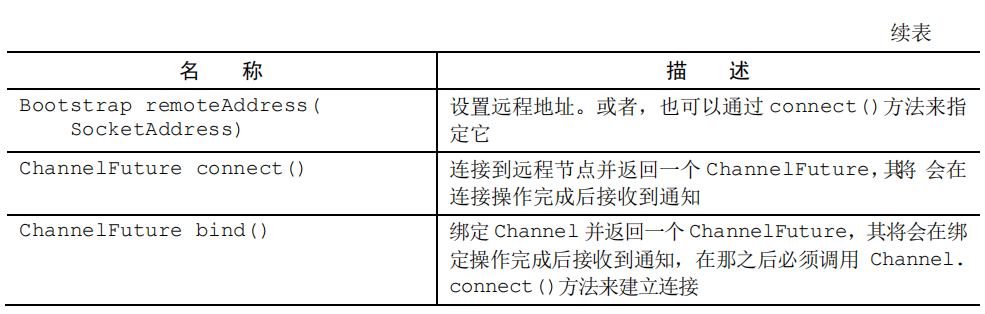 续表
名 称
描 述
Bootstrap remoteAddress(
SocketAddress)
设置远程地址。或者，也可以通过 connect()方法来指
定它
ChannelFuture connect()
连接到远程节点并返回一个 ChannelFuture，其将 会在
连接操作完成后接收到通知
ChannelFuture bind()
绑定 Channel 并返回一个 ChannelFuture，其将会在绑
定操作完成后接收到通知，在那之后必须调用 Channel.
connect()方法来建立连接